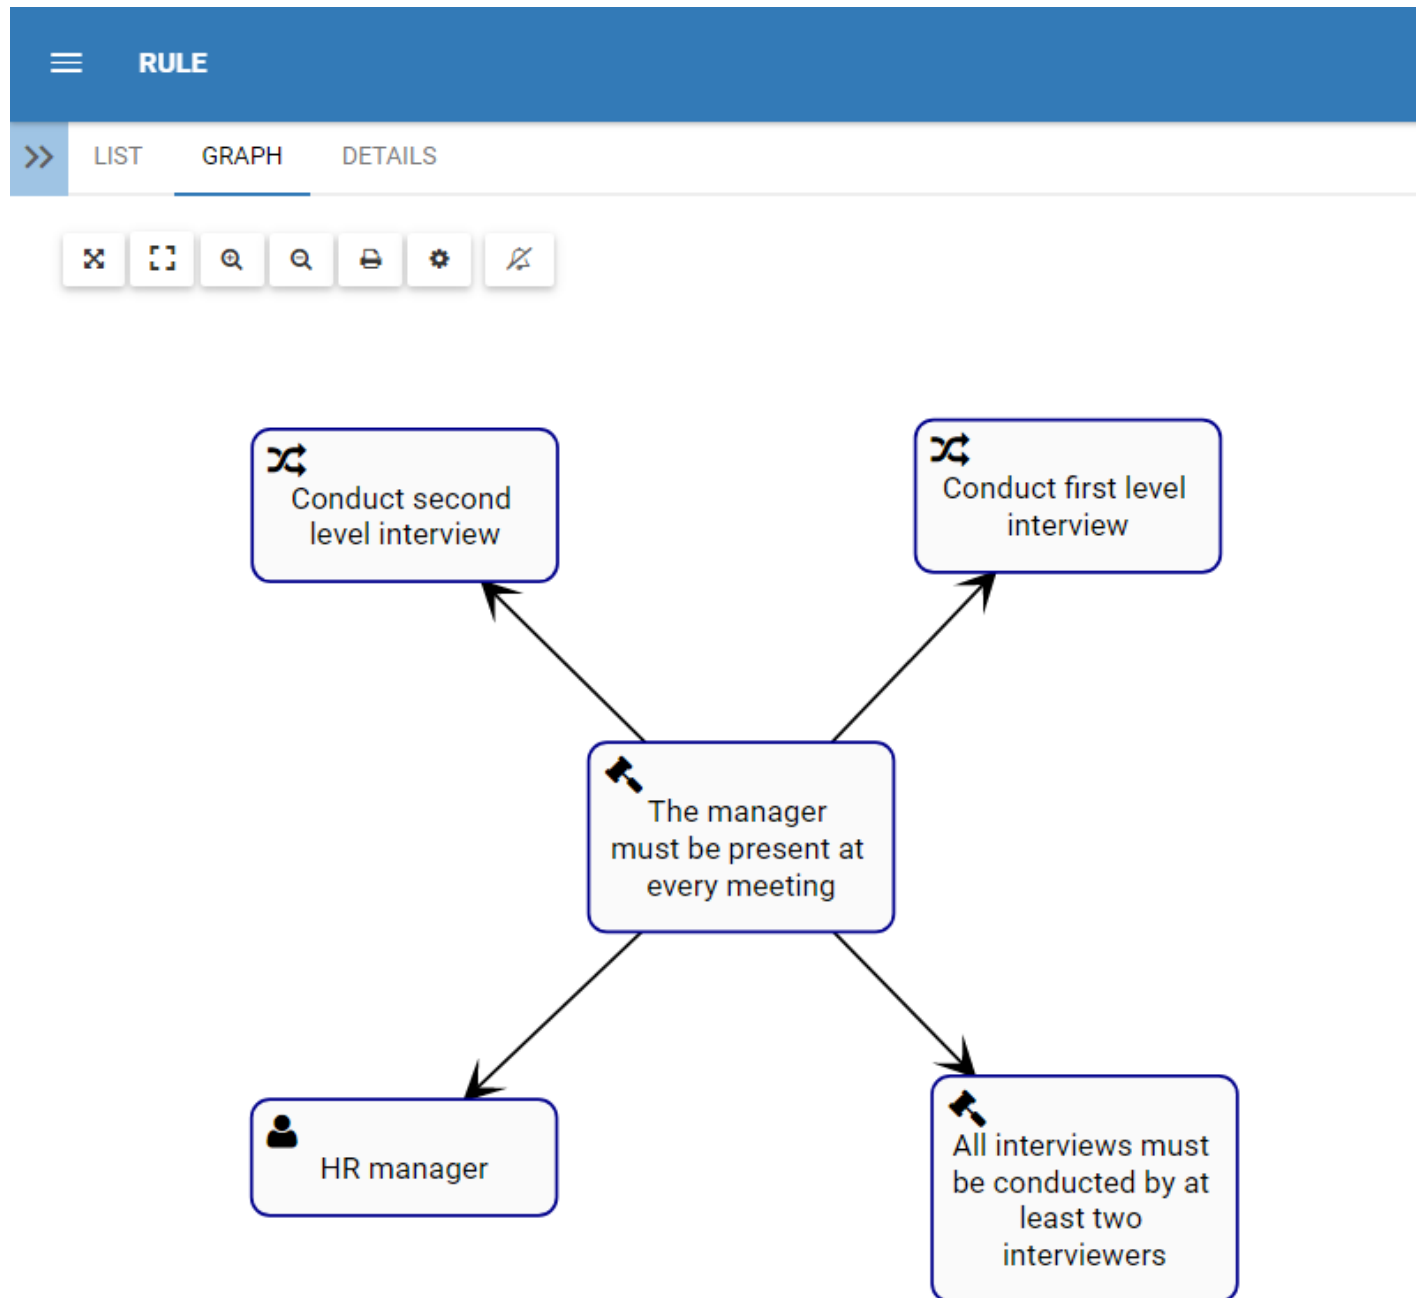 RULE
LIST GRAPH DETAILS
Conduct second
level interview
Conduct first level
interview
The manager
must be present at
every meeting
HR manager
All interviews must
be conducted by at
least two
interviewers